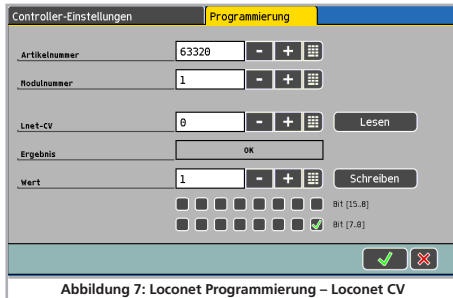 Controller-Einstellungen Programmierung
Artikelnummer 63320 - +
Modulnummer 1 - +
Lnet-CV 0 - + Lesen
Ergebnis OK
Wert 1 - + Schreiben
Bit [15..8]
Bit [7..0]
Abbildung 7: Loconet Programmierung – Loconet CV